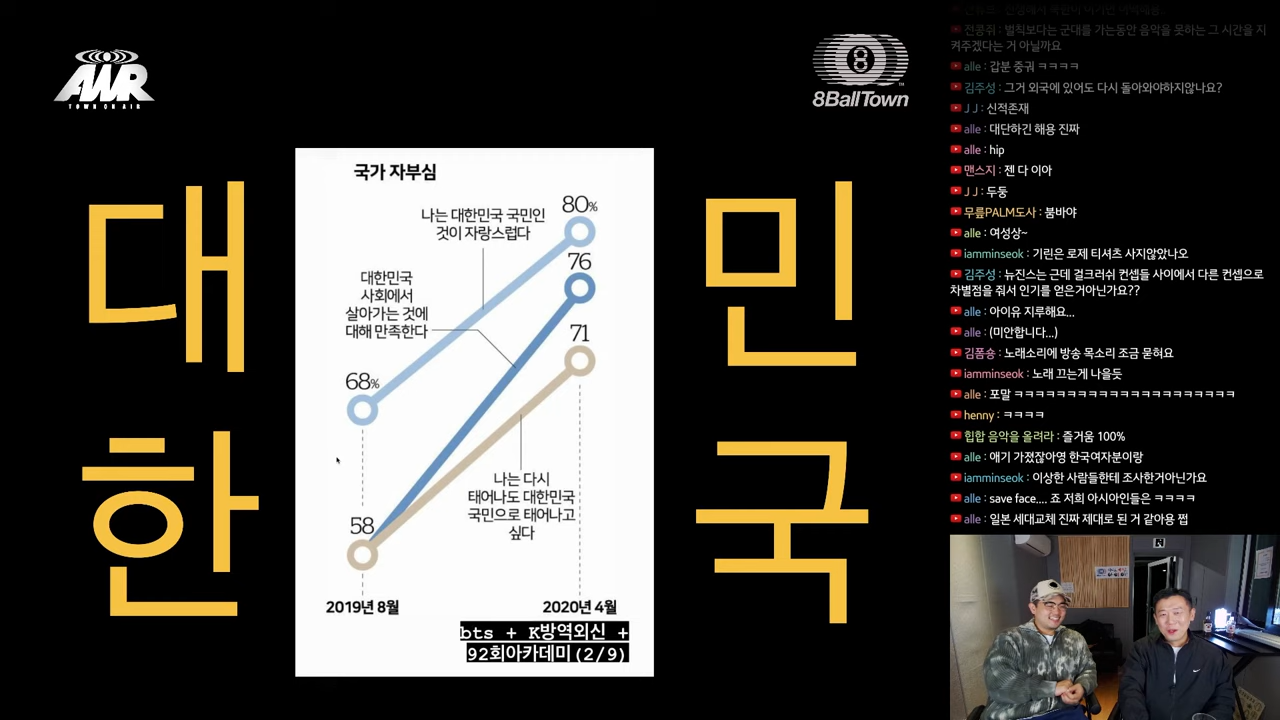 AWR
TOWN ON AIR
8
8BallTown
대
한
민
국
국가 자부심
나는 대한민국 국민인
것이 자랑스럽다
80%
76
71
대한민국
사회에서
살아가는 것에
대해 만족한다
68%
58
나는 다시
태어나도 대한민국
국민으로 태어나고
싶다
2019년 8월
2020년 4월
bts + K방역외신 +
92회아카데미(2/9)
전콩쥐 : 벌칙보다는 군대를 가는동안 음악을 못하는 그 시간을 지
켜주겠다는 거 아닐까요
alle : 갑분 중궈 ㅋㅋㅋㅋ
김주성 : 그거 외국에 있어도 다시 돌아와야하지않나요?
J J : 신적존재
alle : 대단하긴 해용 진짜
alle : hip
맨스지 : 젠 다 이아
J J : 두둥
무릎PALM도사 : 붐바야
alle : 여성상~
iamminseok : 기린은 로제 티셔츠 사지않았나오
김주성 : 뉴진스는 근데 걸크러쉬 컨셉들 사이에서 다른 컨셉으로
차별점을 줘서 인기를 얻은거아닌가요??
alle : 아이유 지루해요...
alle : (미안합니다...)
김폼숑 : 노래소리에 방송 목소리 조금 묻혀요
iamminseok : 노래 끄는게 나을듯
alle : 포말 ㅋㅋㅋㅋㅋㅋㅋㅋㅋㅋㅋㅋㅋㅋㅋㅋㅋㅋㅋㅋㅋ
henny : ㅋㅋㅋㅋ
힙합 음악을 올려라 : 즐거움 100%
alle : 애기 가졌잖아영 한국여자분이랑
iamminseok : 이상한 사람들한테 조사한거아닌가요
alle : save face.... 죠 저희 아시아인들은 ㅋㅋㅋㅋ
alle : 일본 세대교체 진짜 제대로 된 거 같아용 쩝